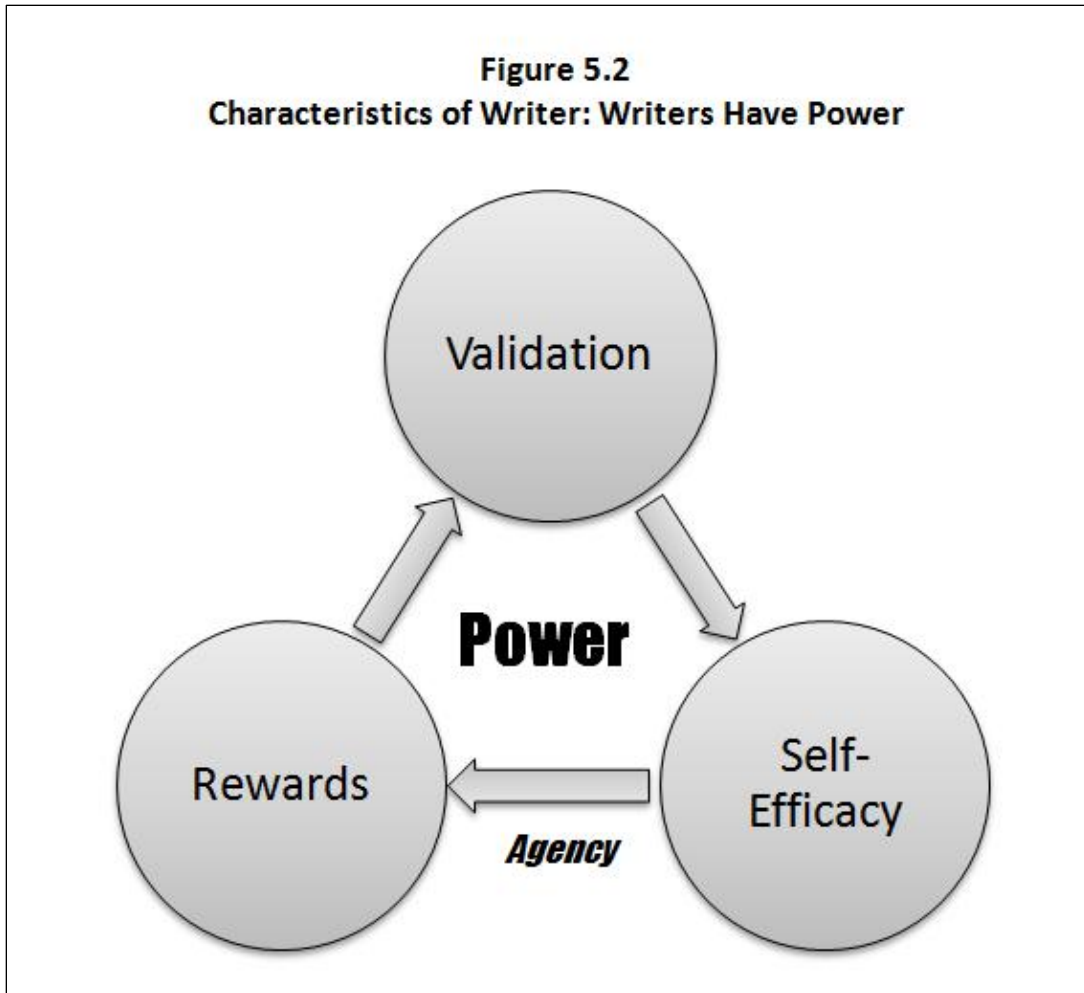 Figure 5.2
Characteristics of Writer: Writers Have Power
Validation
Power
Rewards
Self-
Efficacy
Agency